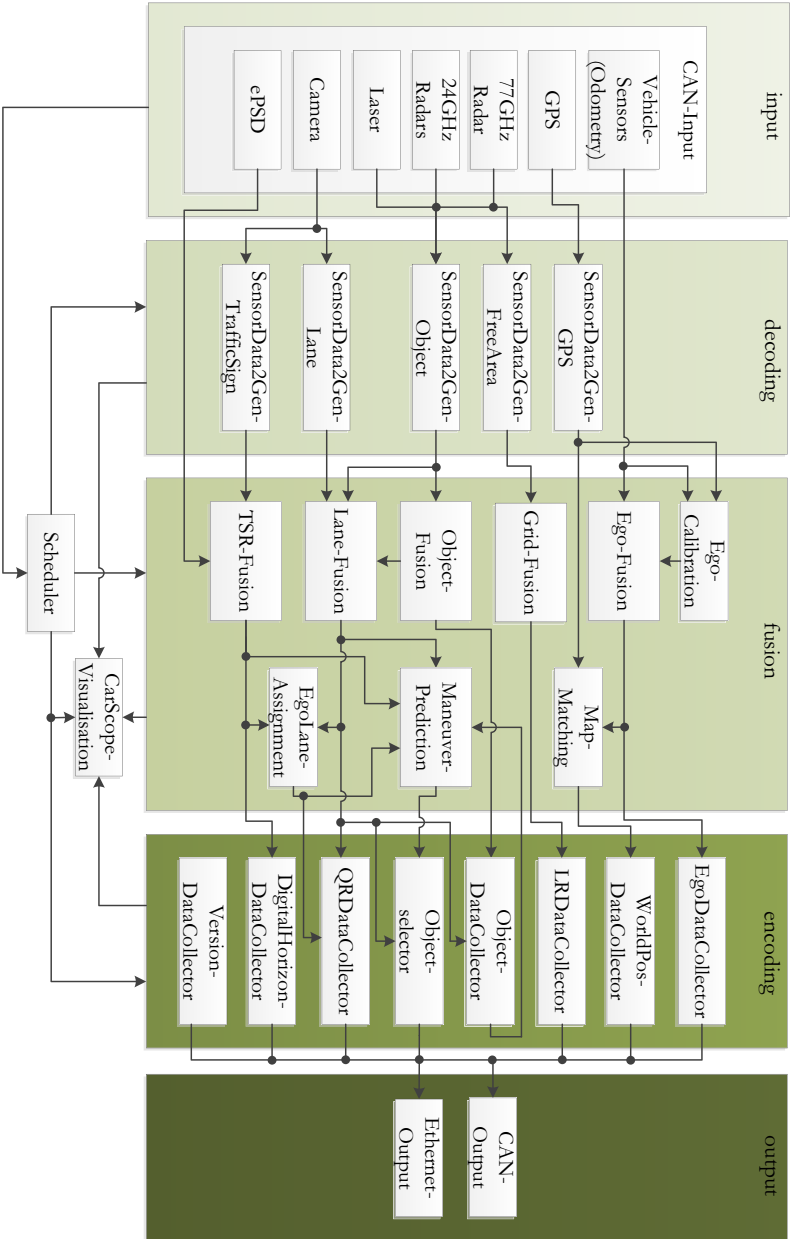 input
CAN-Input
Vehicle-
Sensors
(Odometry)
GPS
77GHz
Radar
24GHz
Radars
Laser
Camera
ePSD
decoding
SensorData2Gen-
GPS
SensorData2Gen-
FreeArea
SensorData2Gen-
Object
SensorData2Gen-
Lane
SensorData2Gen-
TrafficSign
fusion
Ego-
Calibration
Ego-Fusion
Grid-Fusion
Object-
Fusion
Lane-Fusion
TSR-Fusion
Map-
Matching
Maneuver-
Prediction
EgoLane-
Assignment
Scheduler
CarScope-
Visualisation
encoding
EgoDataCollector
WorldPos-
DataCollector
LRDataCollector
Object-
DataCollector
Object-
selector
QRDataCollector
DigitalHorizon-
DataCollector
Version-
DataCollector
output
CAN-
Output
Ethernet-
Output